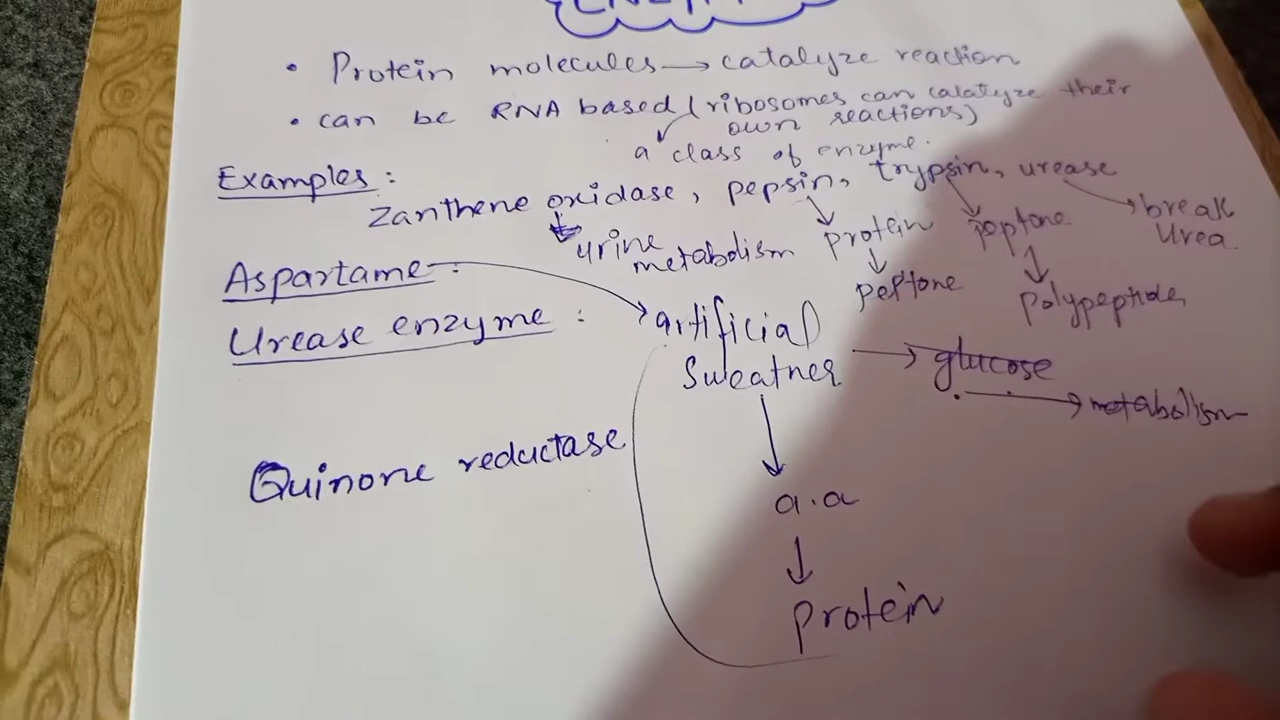 • Protein molecules → catalyze reaction
• can be RNA based (ribosomes can catalyze their
own reactions)
a class of enzyme.
Examples:
Zanthene oxidase, pepsin, trypsin, urease
urine
metabolism
protein
peptone
peptone
polypeptide
break
Urea.
Aspartame:
artificial
Sweatner → glucose
→ metabolism
Urease enzyme:
a.a
protein
Quinone reductase